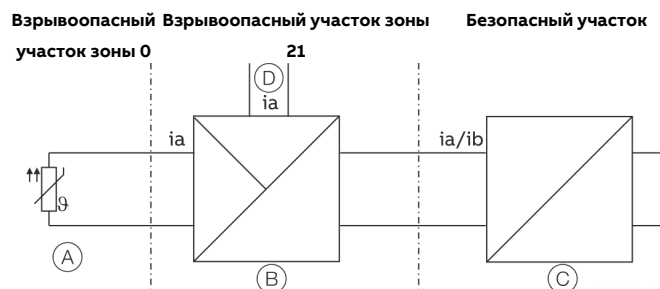 Взрывоопасный участок зоны 0
Взрывоопасный участок зоны 21
Безопасный участок
D
ia
ia
ia/ib
ϑ
A
B
C